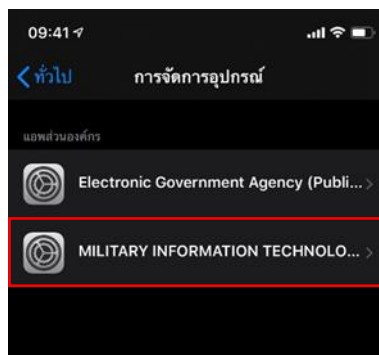 09:41
ทั่วไป
การจัดการอุปกรณ์
แอพส่วนองค์กร
Electronic Government Agency (Publi...
MILITARY INFORMATION TECHNOLO...